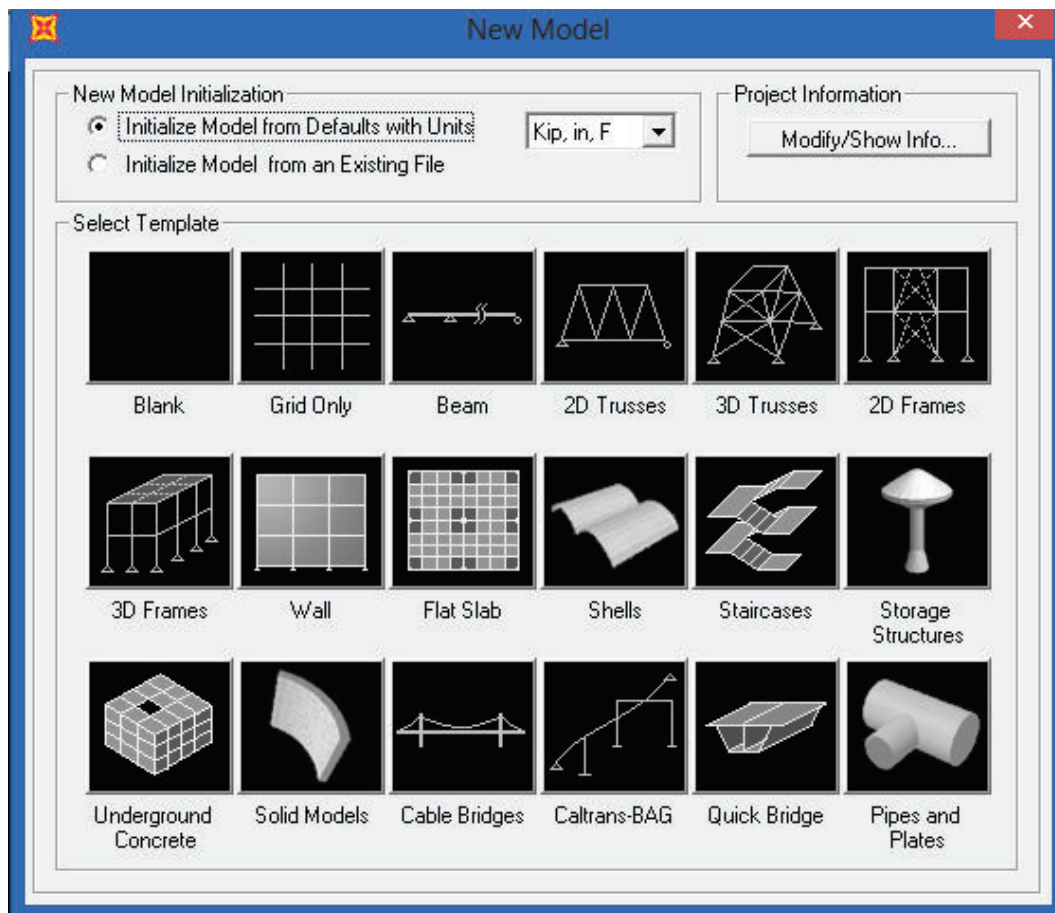 New Model
New Model Initialization
Initialize Model from Defaults with Units
Kip, in, F
Initialize Model from an Existing File
Project Information
Modify/Show Info...
Select Template
Blank
Grid Only
Beam
2D Trusses
3D Trusses
2D Frames
3D Frames
Wall
Flat Slab
Shells
Staircases
Storage
Structures
Underground
Concrete
Solid Models
Cable Bridges
Caltrans-BAG
Quick Bridge
Pipes and
Plates